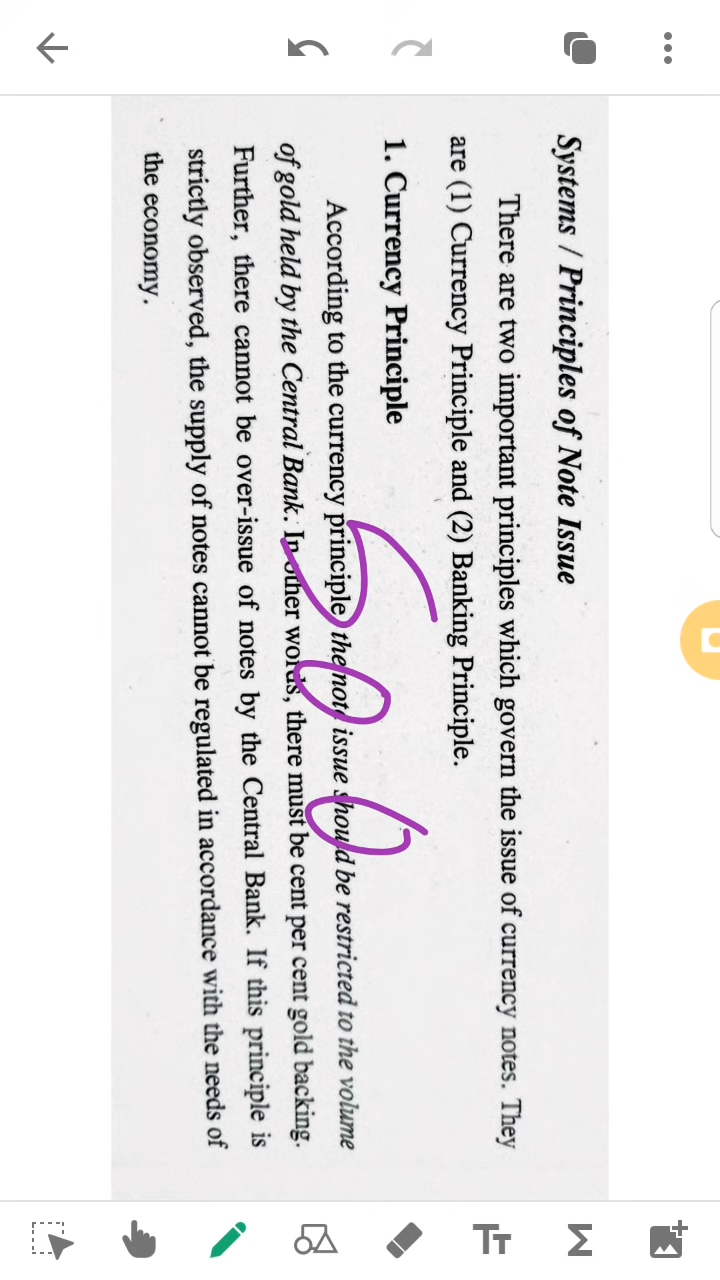 Systems / Principles of Note Issue
There are two important principles which govern the issue of currency notes. They
are (1) Currency Principle and (2) Banking Principle.
1. Currency Principle
According to the currency principle the note issue should be restricted to the volume
of gold held by the Central Bank. In other words, there must be cent per cent gold backing.
Further, there cannot be over-issue of notes by the Central Bank. If this principle is
strictly observed, the supply of notes cannot be regulated in accordance with the needs of
the economy.
500
TT
Σ